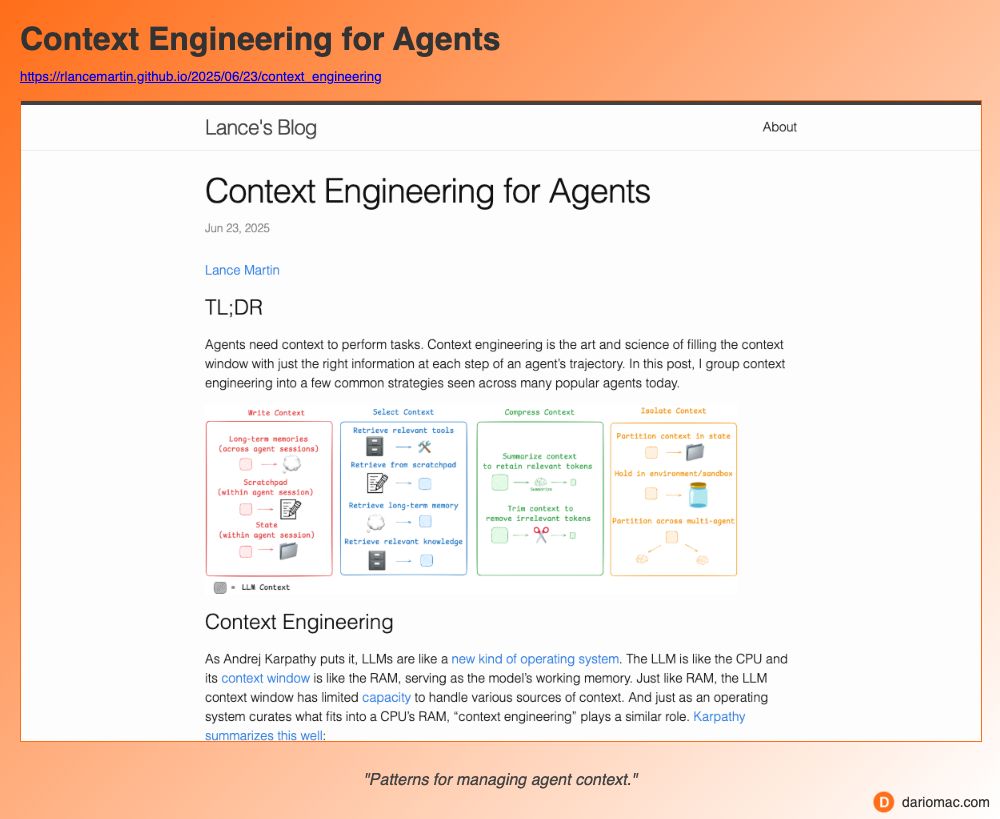 Context Engineering for Agents
https://rlancemartin.github.io/2025/06/23/context_engineering
Lance's Blog
About
Context Engineering for Agents
Jun 23, 2025
Lance Martin
TL;DR
Agents need context to perform tasks. Context engineering is the art and science of filling the context
window with just the right information at each step of an agent's trajectory. In this post, I group context
engineering into a few common strategies seen across many popular agents today.
Write Context
Long-term memories
(across agent sessions)
Scratchpad
(within agent session)
State
(within agent session)
Select Context
Retrieve relevant tools
Retrieve from scratchpad
Retrieve long-term memory
Retrieve relevant knowledge
Compress Context
Summarize context
to retain relevant tokens
Summarize
Trim context to
remove irrelevant tokens
Isolate Context
Partition context in state
Hold in environment/sandbox
Partition across multi-agent
= LLM Context
Context Engineering
As Andrej Karpathy puts it, LLMs are like a new kind of operating system. The LLM is like the CPU and
its context window is like the RAM, serving as the model's working memory. Just like RAM, the LLM
context window has limited capacity to handle various sources of context. And just as an operating
system curates what fits into a CPU's RAM, “context engineering” plays a similar role. Karpathy
summarizes this well:
"Patterns for managing agent context."
D dariomac.com